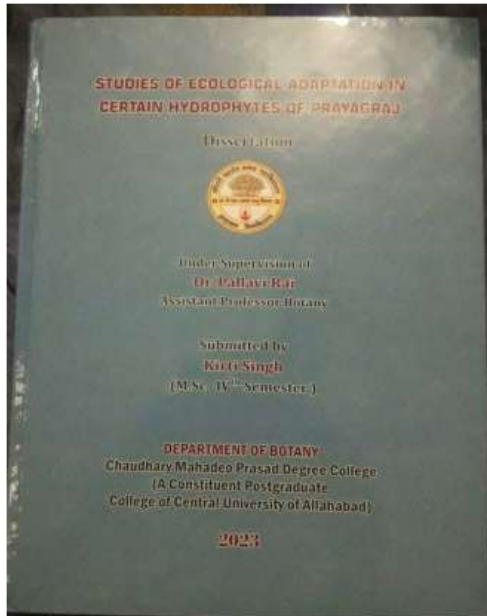 STUDIES OF ECOLOGICAL ADAPTATION IN
CERTAIN HYDROPHYTES OF PRAYAGRAJ
Dissertation
Under Supervision of
Dr. Pallavi Rai
Assistant Professor Botany
Submitted by
Kirti Singh
(M.Sc. IVth Semester)
DEPARTMENT OF BOTANY
Chaudhary Mahadeo Prasad Degree College
(A Constituent Postgraduate
College of Central University of Allahabad)
2023